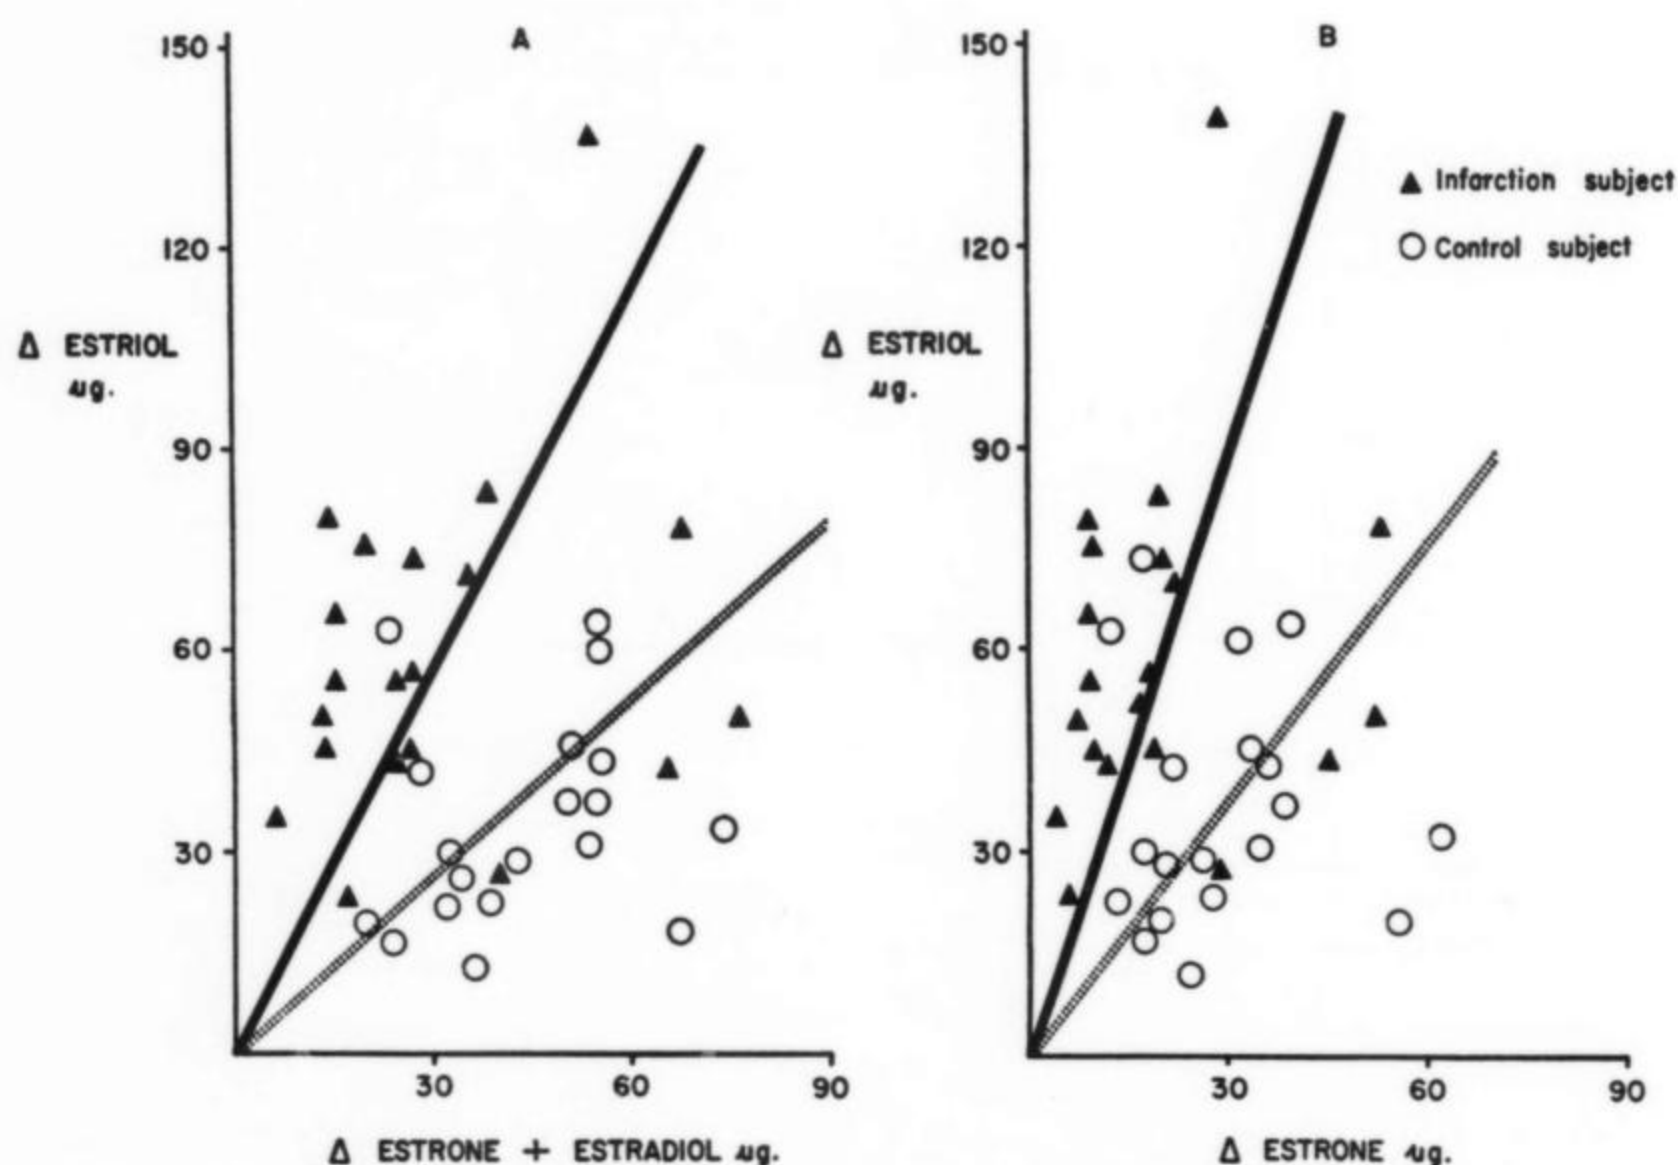 A
150
120
90
60
30
Δ ESTRIOL
μg.
30 60 90
Δ ESTRONE + ESTRADIOL μg.
B
150
120
90
60
30
Δ ESTRIOL
μg.
▲ Infarction subject
○ Control subject
30 60 90
Δ ESTRONE μg.